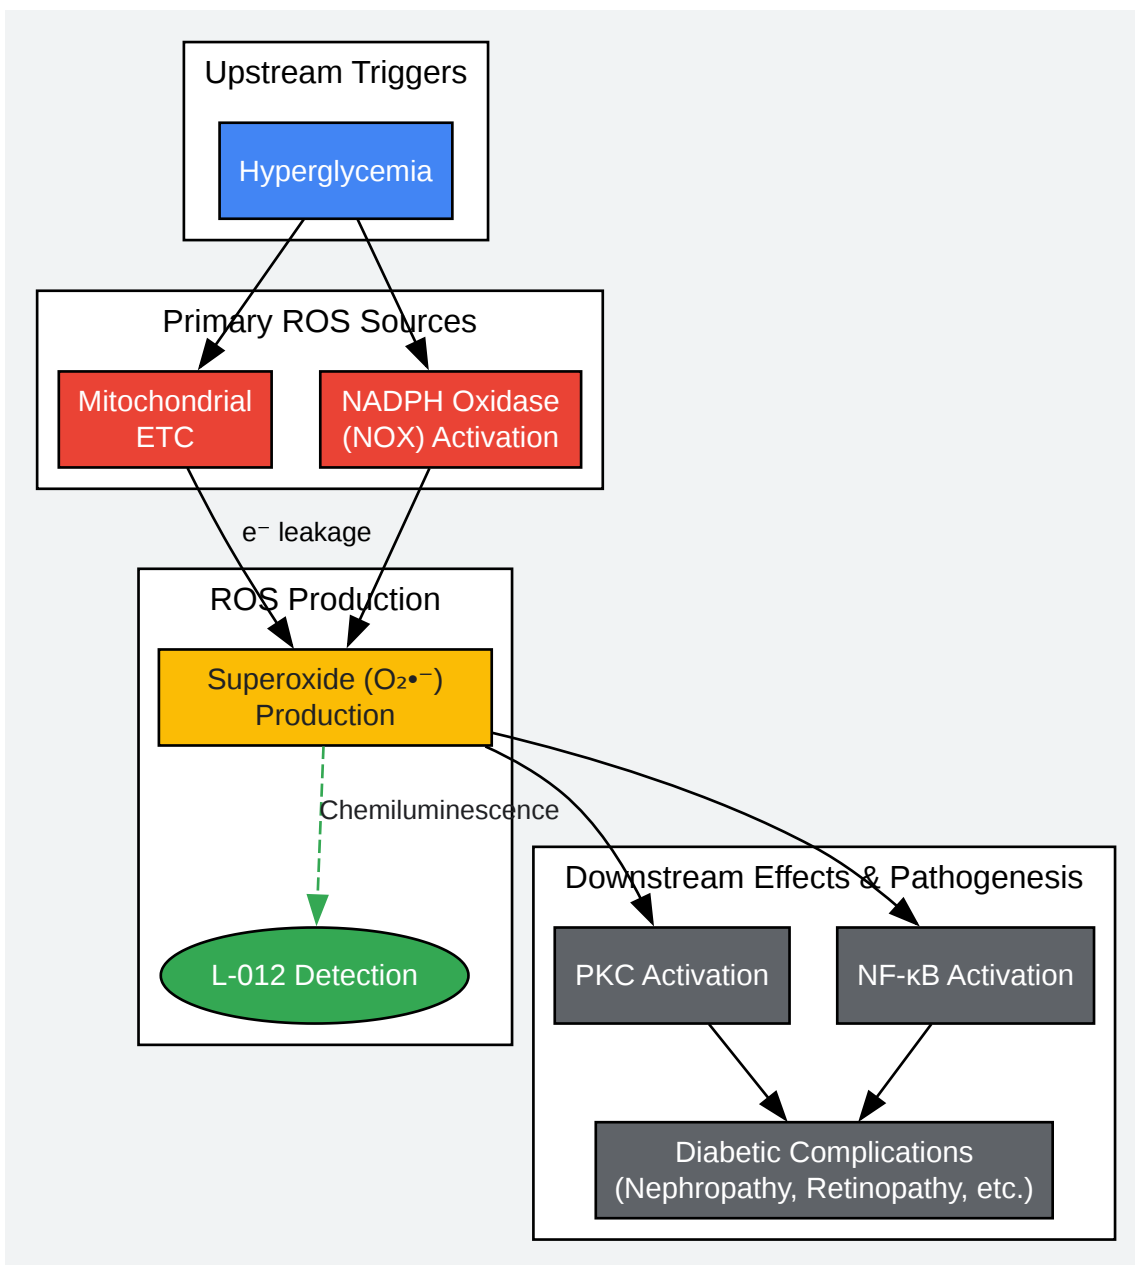 Upstream Triggers
Hyperglycemia
Primary ROS Sources
Mitochondrial
ETC
NADPH Oxidase
(NOX) Activation
e⁻ leakage
ROS Production
Superoxide (O₂•⁻)
Production
Chemiluminescence
L-012 Detection
Downstream Effects & Pathogenesis
PKC Activation
NF-κB Activation
Diabetic Complications
(Nephropathy, Retinopathy, etc.)